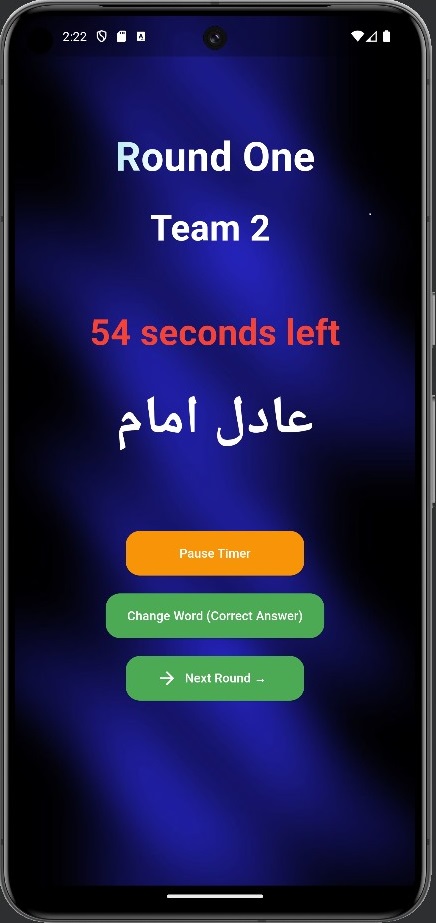 2:22
Round One
Team 2
54 seconds left
عادل امام
Pause Timer
Change Word (Correct Answer)
→ Next Round →